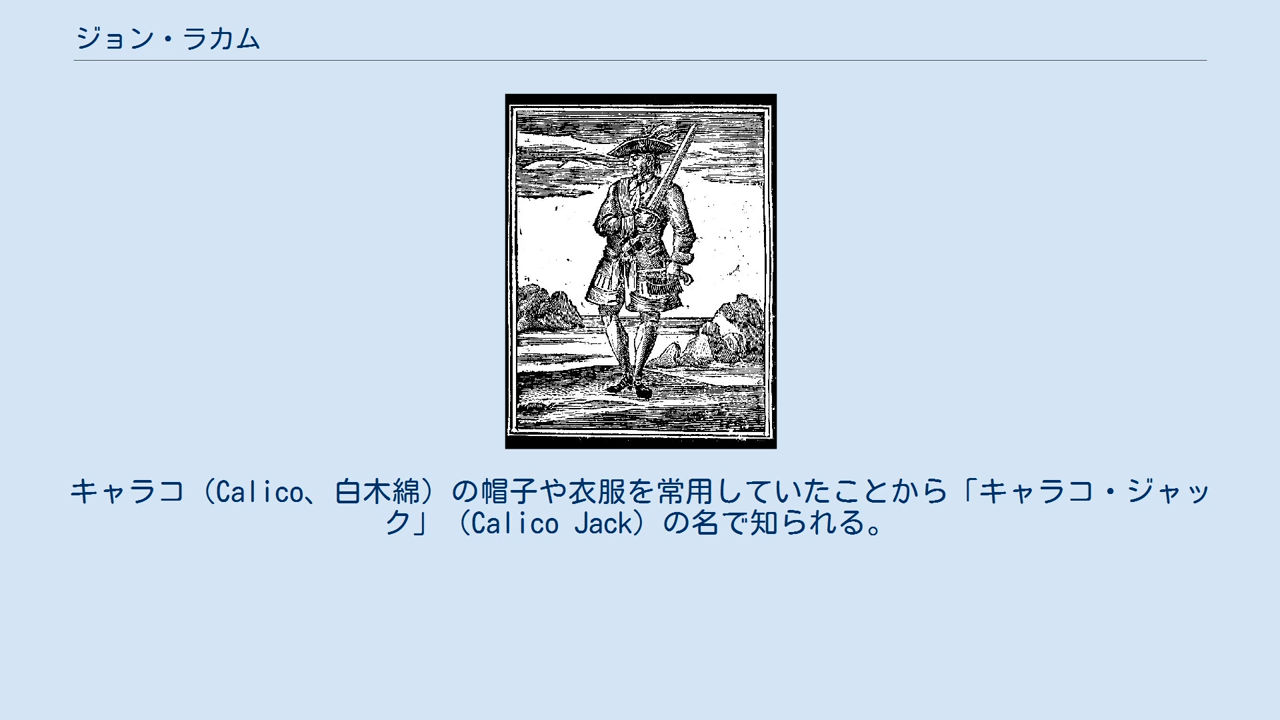 ジョン・ラカム
キャラコ（Calico、白木綿）の帽子や衣服を常用していたことから「キャラコ・ジャッ
ク」（Calico Jack）の名で知られる。